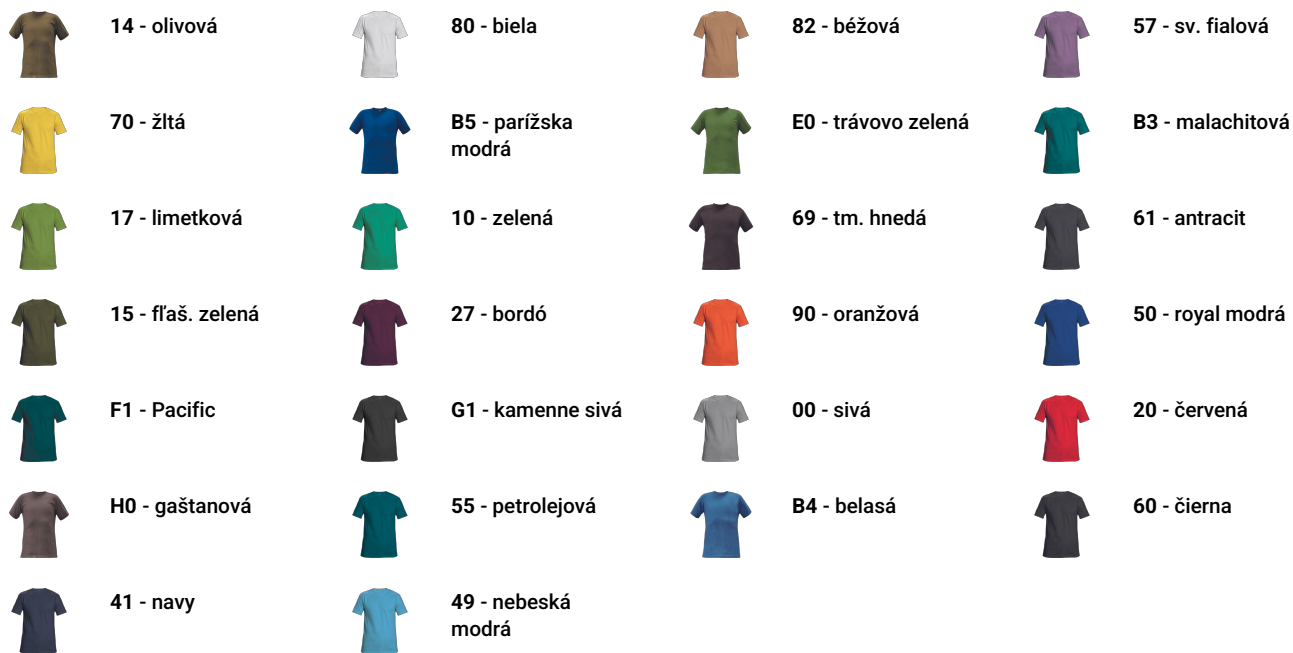 14 - olivová
80 - biela
82 - béžová
57 - sv. fialová
70 - žltá
B5 - parížska
modrá
E0 - trávovo zelená
B3 - malachitová
17 - limetková
10 - zelená
69 - tm. hnedá
61 - antracit
15 - fľaš. zelená
27 - bordó
90 - oranžová
50 - royal modrá
F1 - Pacific
G1 - kamenne sivá
00 - sivá
20 - červená
H0 - gaštanová
55 - petrolejová
B4 - belasá
60 - čierna
41 - navy
49 - nebeská
modrá